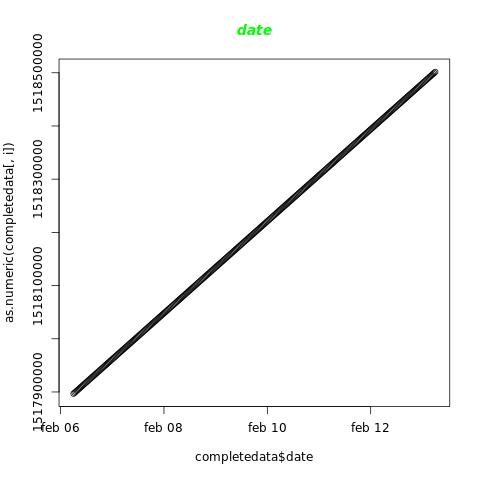 date
as.numeric(completedata[, i])
1518500000
1518300000
1518100000
1517900000
feb 06
feb 08
feb 10
feb 12
completedata$date